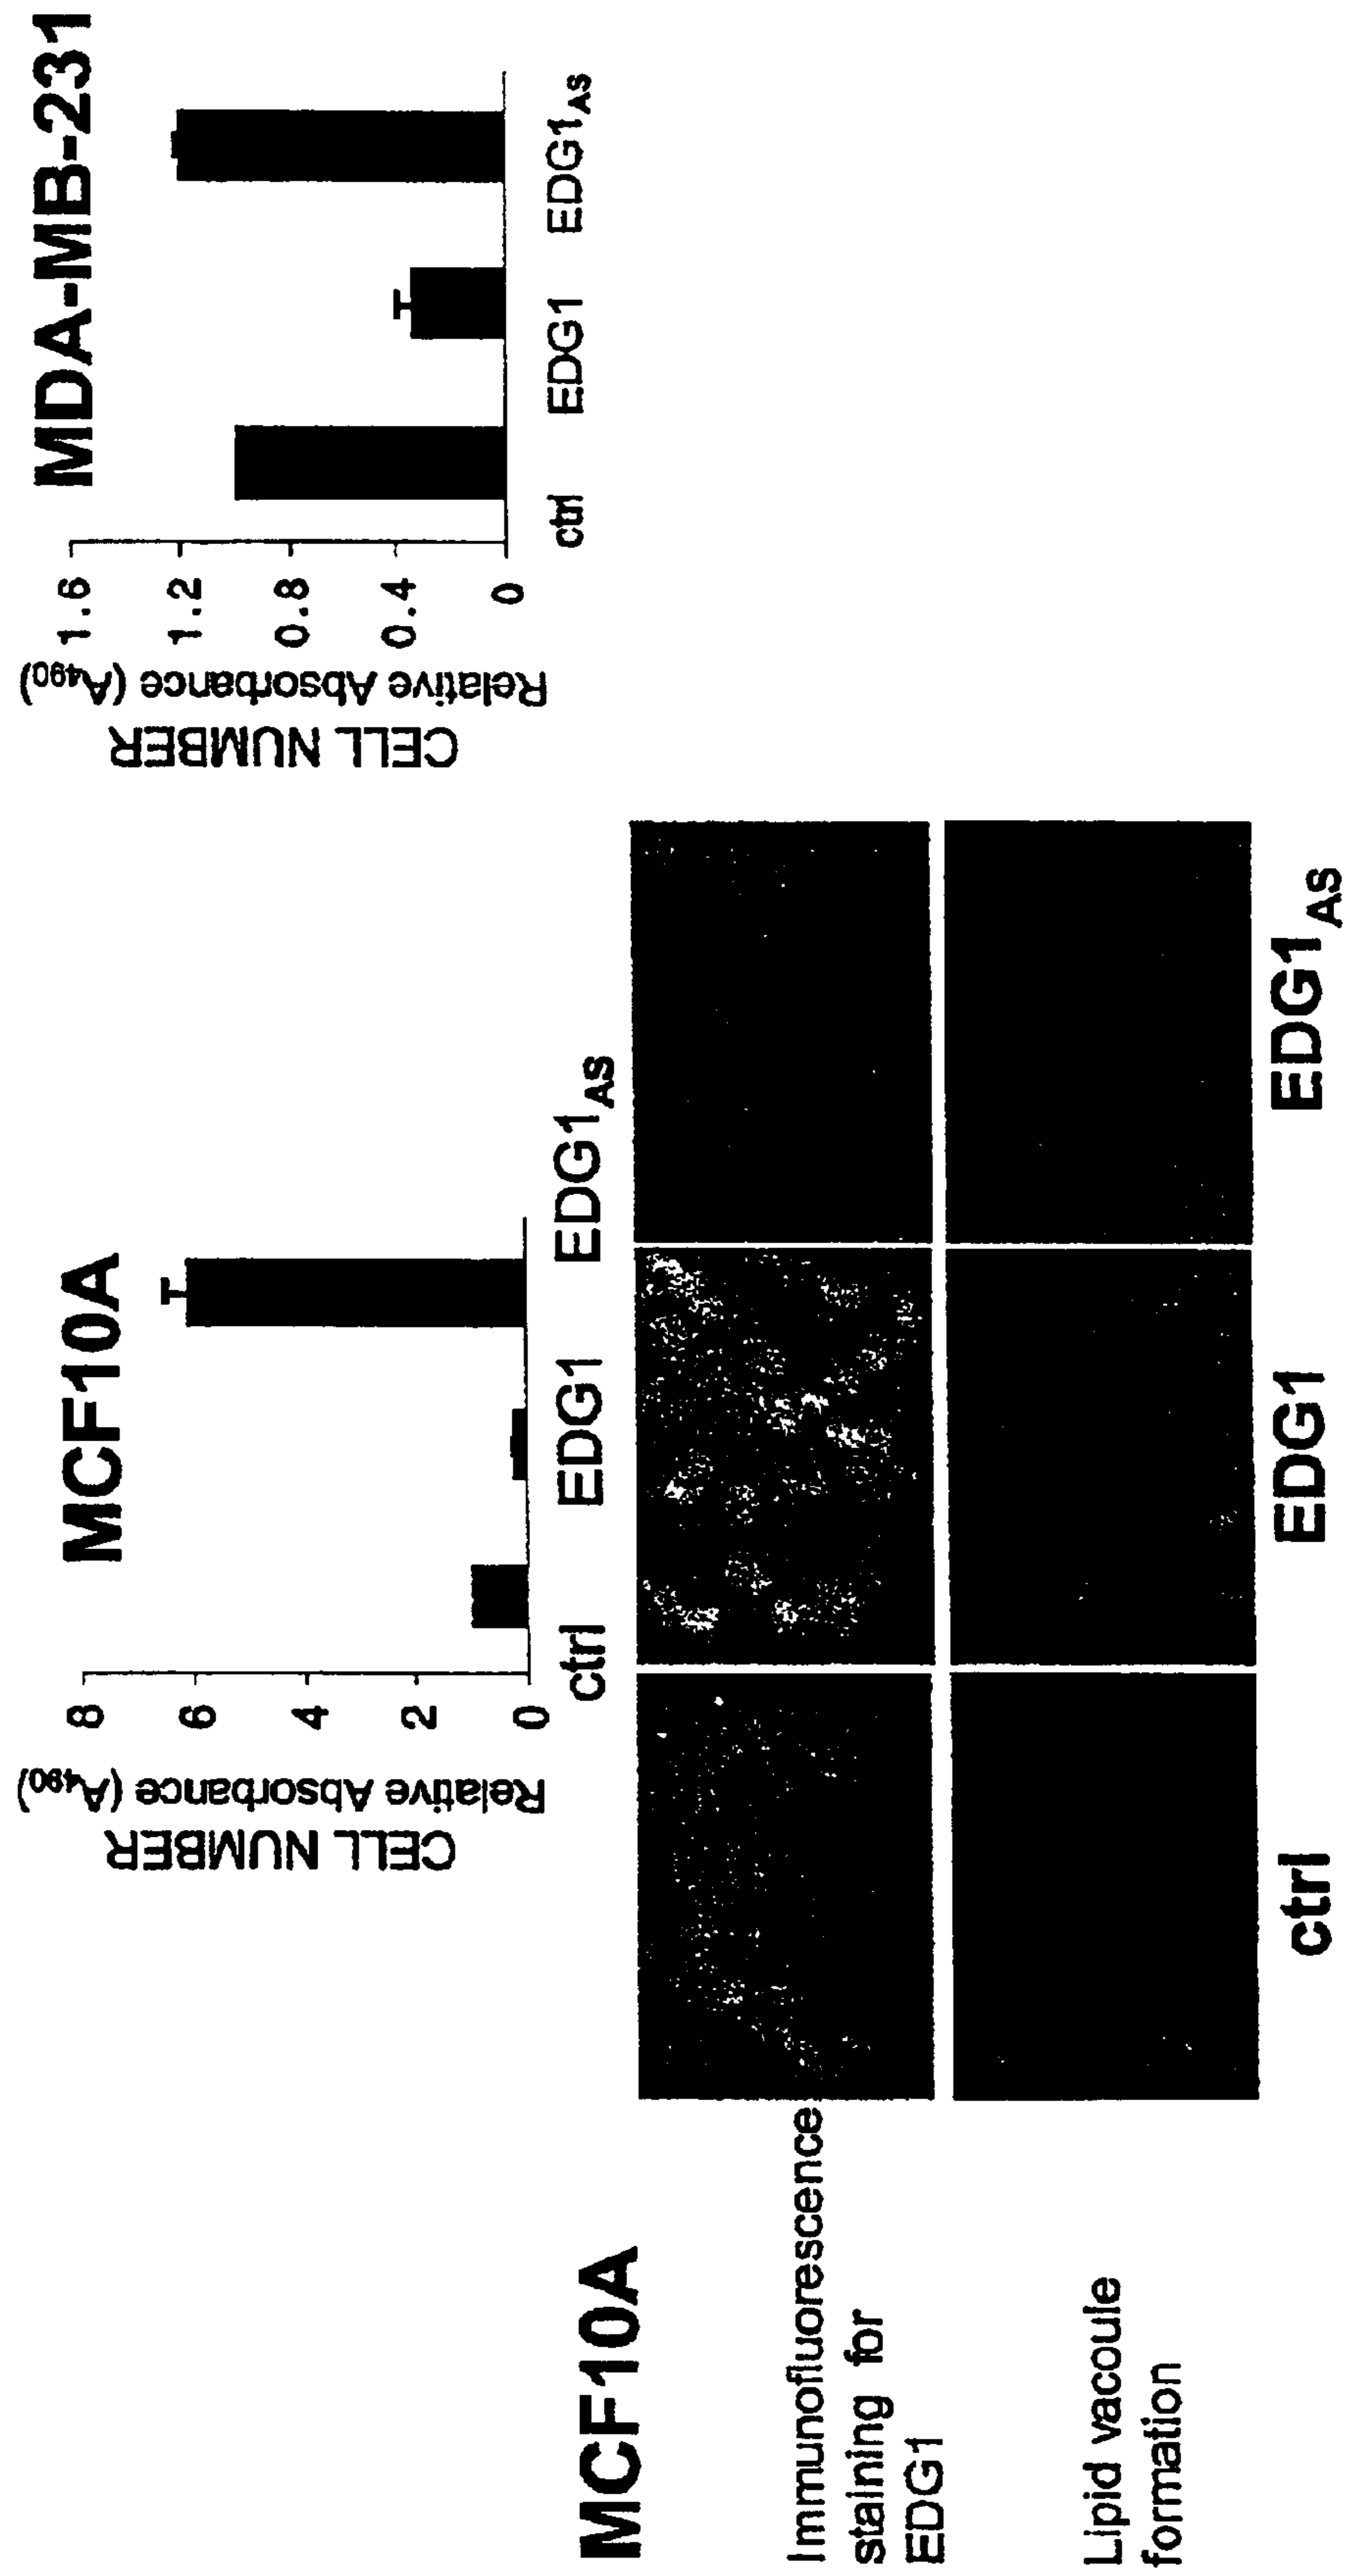 MCF10A
CELL NUMBER
Relative Absorbance (A490)
8
6
4
2
0
ctrl
EDG1
EDG1AS
MDA-MB-231
CELL NUMBER
Relative Absorbance (A490)
1.6
1.2
0.8
0.4
0
ctrl
EDG1
EDG1AS
MCF10A
Immunofluorescence
staining for
EDG1
Lipid vacoule
formation
ctrl
EDG1
EDG1AS